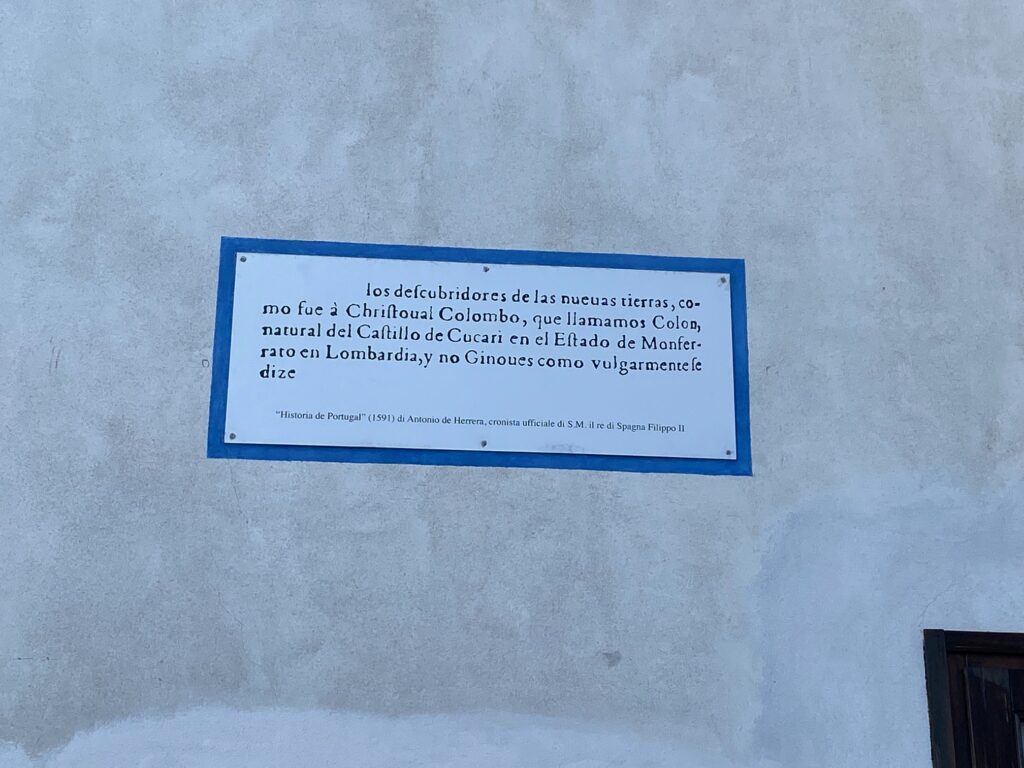 los deſcubridores de las nueuas tierras, co-
mo fue à Chriſtoual Colombo, que llamamos Colon,
natural del Caſtillo de Cucari en el Eſtado de Monfer-
rato en Lombardia, y no Ginoues como vulgarmente ſe
dize
"Historia de Portugal" (1591) di Antonio de Herrera, cronista ufficiale di S.M. il re di Spagna Filippo II